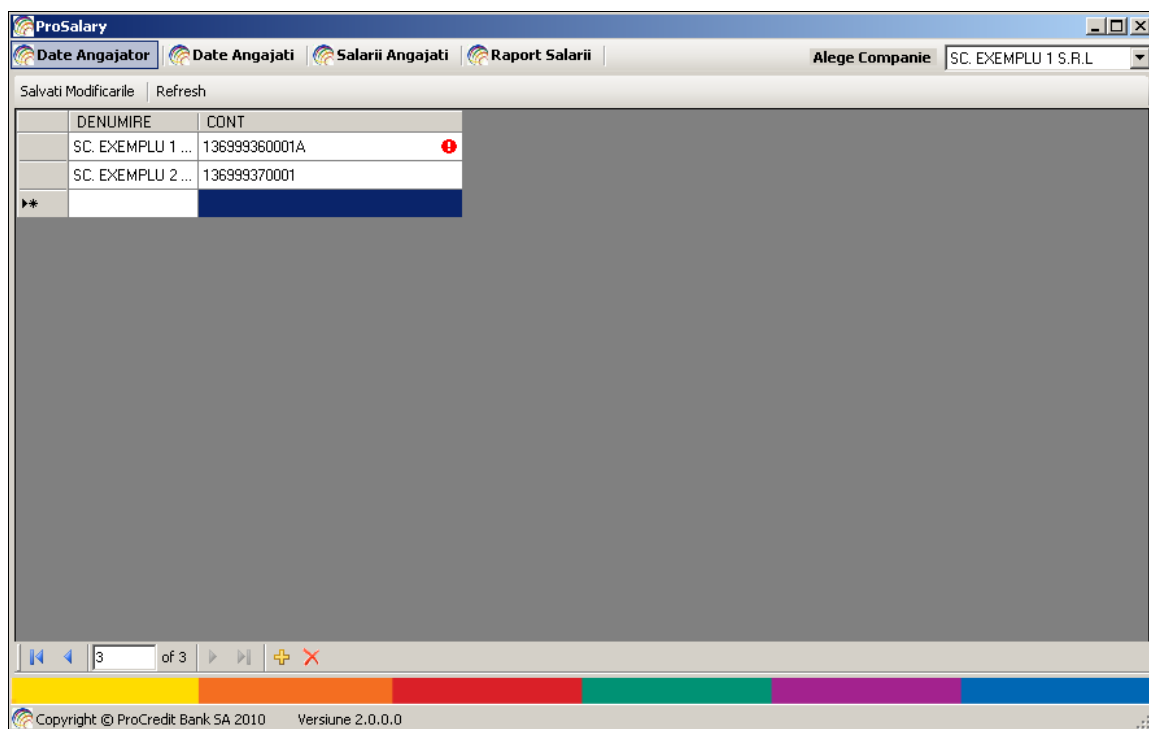 ProSalary
Date Angajator Date Angajati Salarii Angajati Raport Salarii Alege Companie SC. EXEMPLU 1 S.R.L
Salvati Modificarile Refresh
DENUMIRE CONT
SC. EXEMPLU 1 ... 136999360001A
SC. EXEMPLU 2 ... 136999370001
3 of 3
Copyright © ProCredit Bank SA 2010 Versiune 2.0.0.0